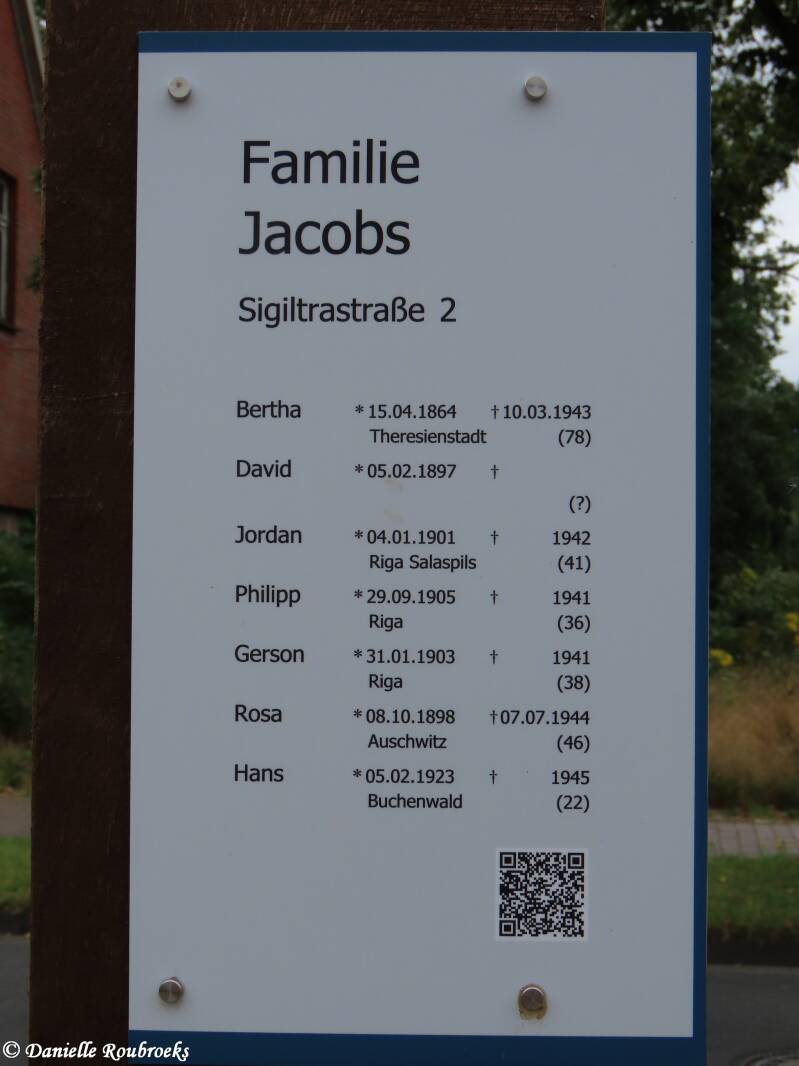 Familie
Jacobs
Sigiltrastraße 2
Bertha * 15.04.1864 † 10.03.1943
Theresienstadt (78)
David * 05.02.1897 †
(?)
Jordan * 04.01.1901 † 1942
Riga Salaspils (41)
Philipp * 29.09.1905 † 1941
Riga (36)
Gerson * 31.01.1903 † 1941
Riga (38)
Rosa * 08.10.1898 † 07.07.1944
Auschwitz (46)
Hans * 05.02.1923 † 1945
Buchenwald (22)
© Danielle Roubroeks